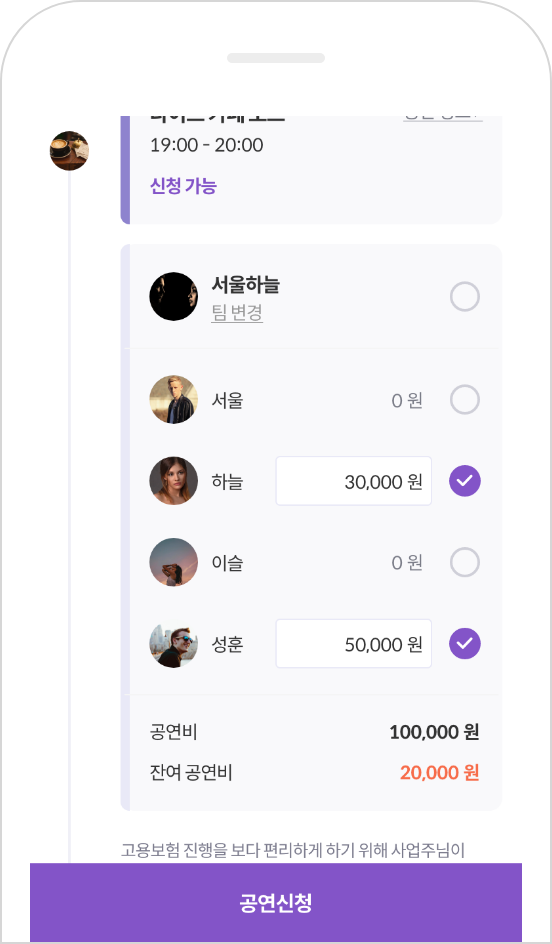 19:00 - 20:00
신청 가능
서울하늘
팀 변경
서울 0 원
하늘 30,000 원
이슬 0 원
성훈 50,000 원
공연비 100,000 원
잔여 공연비 20,000 원
고용보험 진행을 보다 편리하게 하기 위해 사업주님이
공연신청